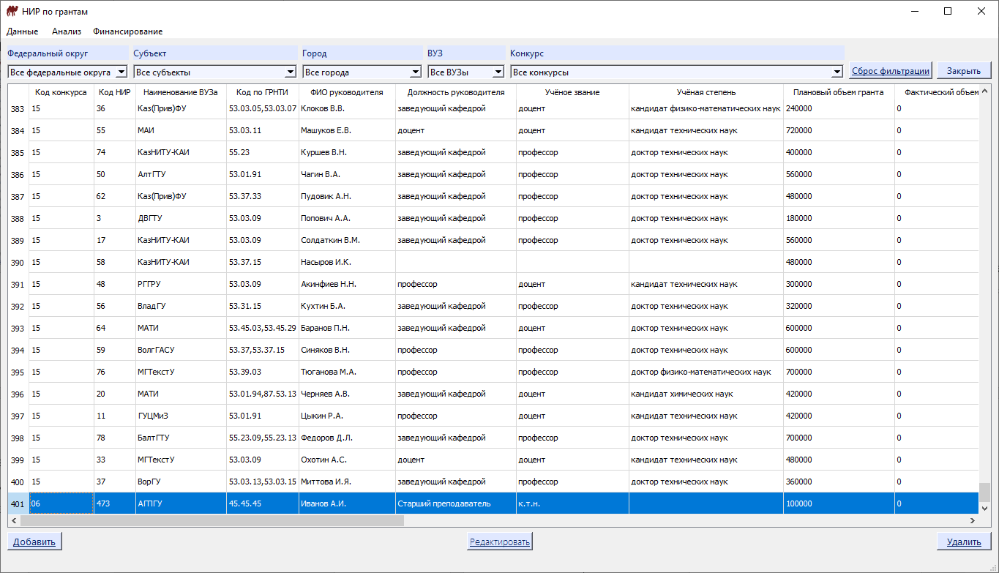 НИР по грантам
Данные Анализ Финансирование
Федеральный округ Субъект Город ВУЗ Конкурс
Все федеральные округа Все субъекты Все города Все ВУЗы Все конкурсы Сброс фильтрации Закрыть
Код конкурса Код НИР Наименование ВУЗа Код по ГРНТИ ФИО руководителя Должность руководителя Учёное звание Учёная степень Плановый объем гранта Фактический объем
383 15 36 Каз(Прив)ФУ 53.03.05,53.03.07 Клоков В.В. заведующий кафедрой доцент кандидат физико-математических наук 240000 0
384 15 55 МАИ 53.03.11 Машуков Е.В. доцент доцент кандидат технических наук 720000 0
385 15 74 КазНИТУ-КАИ 55.23 Куршев В.Н. заведующий кафедрой профессор доктор технических наук 400000 0
386 15 50 АлтГТУ 53.01.91 Чагин В.А. заведующий кафедрой профессор доктор технических наук 560000 0
387 15 62 Каз(Прив)ФУ 53.37.33 Пудовик А.Н. заведующий кафедрой профессор доктор технических наук 480000 0
388 15 3 ДВГТУ 53.03.09 Попович А.А. заведующий кафедрой профессор доктор технических наук 180000 0
389 15 17 КазНИТУ-КАИ 53.03.09 Солдаткин В.М. заведующий кафедрой профессор доктор технических наук 560000 0
390 15 58 КазНИТУ-КАИ 53.37.15 Насыров И.К. 480000 0
391 15 48 РГГРУ 53.03.09 Акинфиев Н.Н. профессор доцент кандидат технических наук 300000 0
392 15 56 ВладГУ 53.31.15 Кухтин Б.А. заведующий кафедрой профессор доктор технических наук 320000 0
393 15 64 МАТИ 53.45.03,53.45.29 Баранов П.Н. заведующий кафедрой доцент доктор технических наук 600000 0
394 15 59 ВолгГАСУ 53.37,53.37.15 Синяков В.Н. профессор профессор доктор технических наук 600000 0
395 15 76 МГТекстУ 53.39.03 Тюганова М.А. профессор профессор доктор физико-математических наук 700000 0
396 15 20 МАТИ 53.01.94,87.53.13 Черняев А.В. заведующий кафедрой доцент кандидат химических наук 420000 0
397 15 11 ГУЦМиЗ 53.01.91 Цыкин Р.А. профессор доцент кандидат технических наук 420000 0
398 15 78 БалтГТУ 55.23.09,55.23.13 Федоров Д.Л. заведующий кафедрой профессор доктор технических наук 700000 0
399 15 33 МГТекстУ 53.03.09 Охотин А.С. доцент доцент кандидат технических наук 480000 0
400 15 37 ВорГУ 53.03.13,53.03.15 Миттова И.Я. заведующий кафедрой профессор доктор технических наук 360000 0
401 06 473 АГПГУ 45.45.45 Иванов А.И. Старший преподаватель к.т.н. 100000 0
Добавить Редактировать Удалить